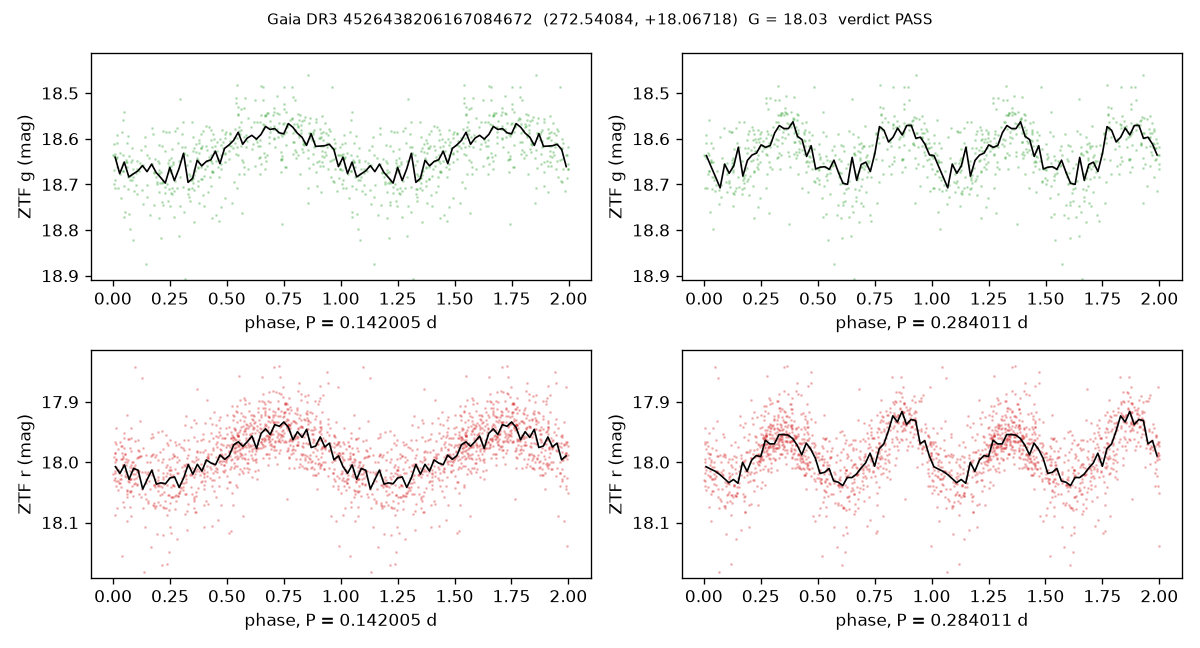 Gaia DR3 4526438206167084672 (272.54084, +18.06718) G = 18.03 verdict PASS
ZTF g (mag)
18.5
18.6
18.7
18.8
18.9
0.00 0.25 0.50 0.75 1.00 1.25 1.50 1.75 2.00
phase, P = 0.142005 d
ZTF g (mag)
18.5
18.6
18.7
18.8
18.9
0.00 0.25 0.50 0.75 1.00 1.25 1.50 1.75 2.00
phase, P = 0.284011 d
ZTF r (mag)
17.9
18.0
18.1
0.00 0.25 0.50 0.75 1.00 1.25 1.50 1.75 2.00
phase, P = 0.142005 d
ZTF r (mag)
17.9
18.0
18.1
0.00 0.25 0.50 0.75 1.00 1.25 1.50 1.75 2.00
phase, P = 0.284011 d